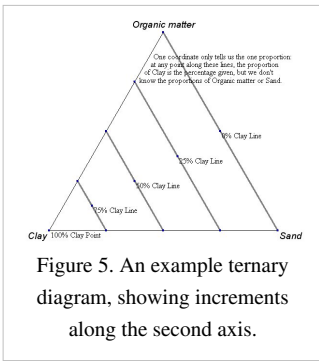 Organic matter
One coordinate only tells us the one proportion:
at any point along these lines, the proportion
of Clay is the percentage given, but we don't
know the proportions of Organic matter or Sand.
0% Clay Line
25% Clay Line
50% Clay Line
75% Clay Line
Clay 100% Clay Point Sand
Figure 5. An example ternary
diagram, showing increments
along the second axis.